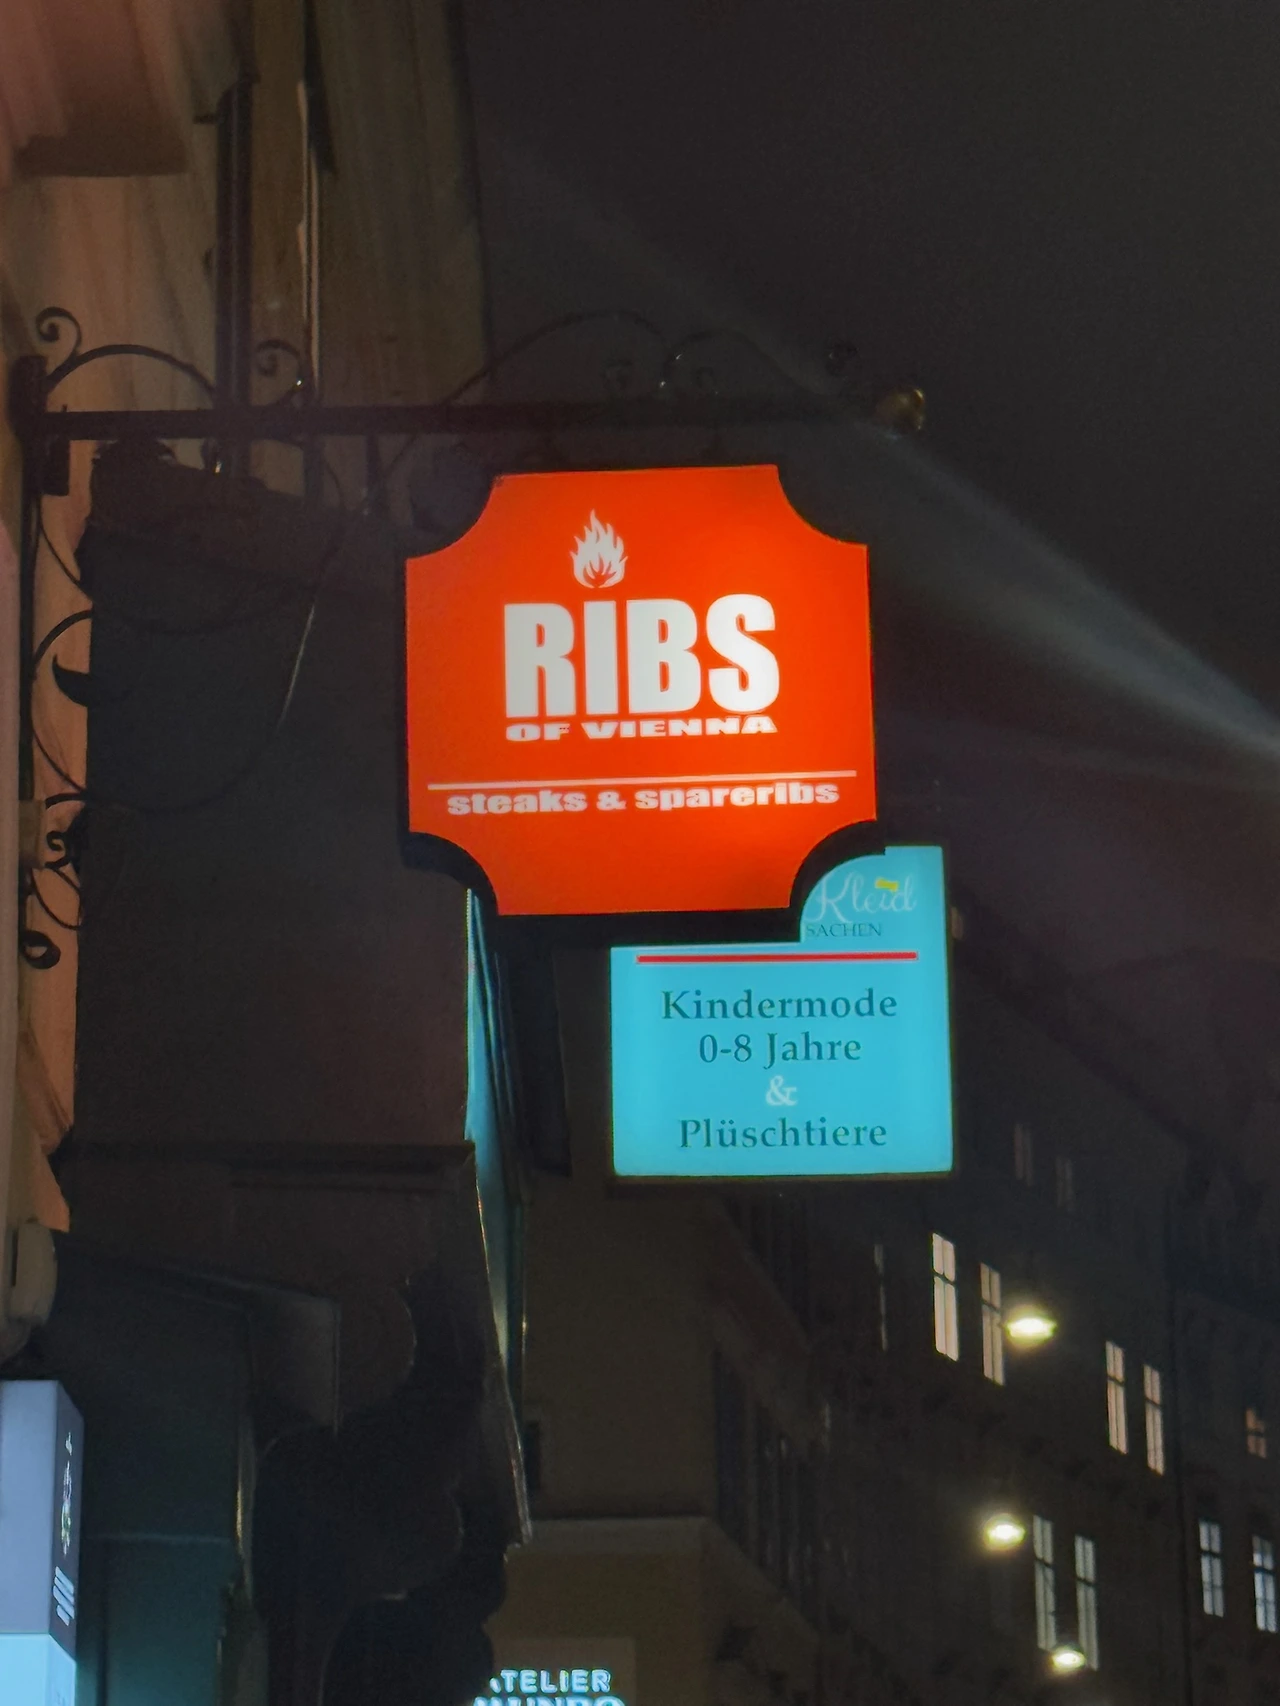 RIBS
OF VIENNA
steaks & spareribs
Kleid
SACHEN
Kindermode
0-8 Jahre
&
Plüschtiere
ATELIER